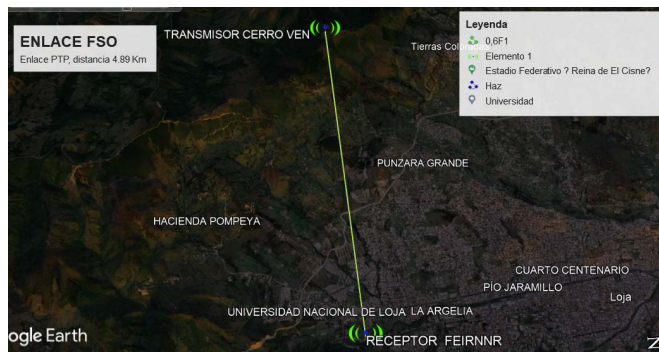 ENLACE FSO
Enlace PTP, distancia 4.89 Km
TRANSMISOR CERRO VEN
Tierras
Leyenda
0,6F1
Elemento 1
Estadio Federativo ? Reina de El Cisne?
Haz
Universidad
PUNZARA GRANDE
HACIENDA POMPEYA
CUARTO CENTENARIO
PÍO JARAMILLO
Loja
UNIVERSIDAD NACIONAL DE LOJA LA ARGELIA
RECEPTOR FEIRNNR
ogle Earth